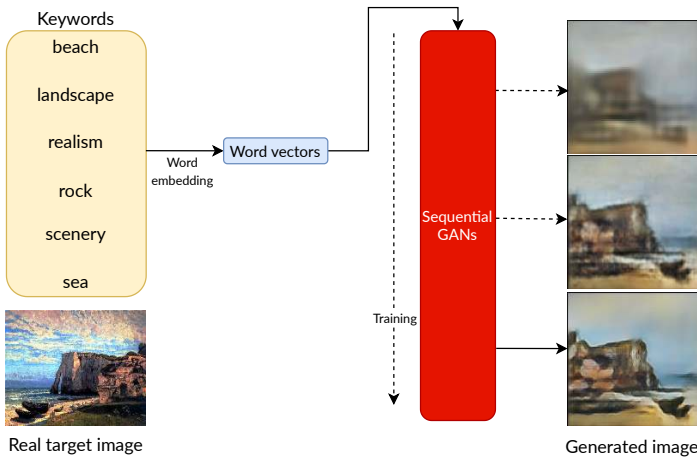 Keywords
beach
landscape
realism
rock
scenery
sea
Real target image
Word
embedding
Word vectors
Training
Sequential
GANs
Generated image